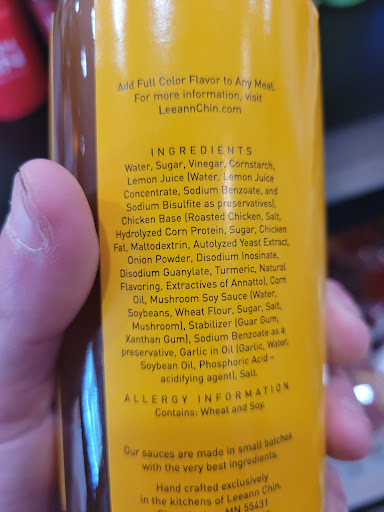 Add Full Color Flavor to Any Meal.
For more information, visit
LeeannChin.com
INGREDIENTS
Water, Sugar, Vinegar, Cornstarch,
Lemon Juice (Water, Lemon Juice
Concentrate, Sodium Benzoate, and
Sodium Bisulfite as preservatives),
Chicken Base (Roasted Chicken, Salt,
Hydrolyzed Corn Protein, Sugar, Chicken
Fat, Maltodextrin, Autolyzed Yeast Extract,
Onion Powder, Disodium Inosinate,
Disodium Guanylate, Turmeric, Natural
Flavoring, Extractives of Annatto), Corn
Oil, Mushroom Soy Sauce (Water,
Soybeans, Wheat Flour, Sugar, Salt,
Mushroom), Stabilizer (Guar Gum,
Xanthan Gum), Sodium Benzoate as a
preservative, Garlic in Oil (Garlic, Water,
Soybean Oil, Phosphoric Acid –
acidifying agent), Salt.
ALLERGY INFORMATION
Contains: Wheat and Soy.
Our sauces are made in small batches
with the very best ingredients.
Hand crafted exclusively
in the kitchens of Leeann Chin,
MN 55431